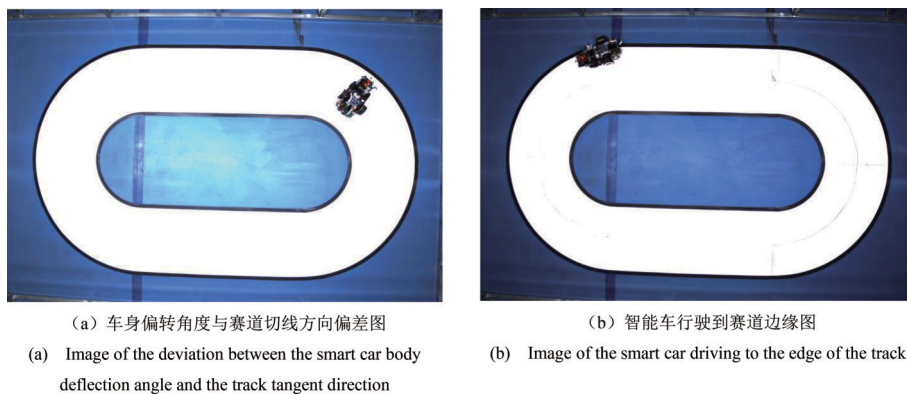 （a）车身偏转角度与赛道切线方向偏差图
(a) Image of the deviation between the smart car body
deflection angle and the track tangent direction
（b）智能车行驶到赛道边缘图
(b) Image of the smart car driving to the edge of the track